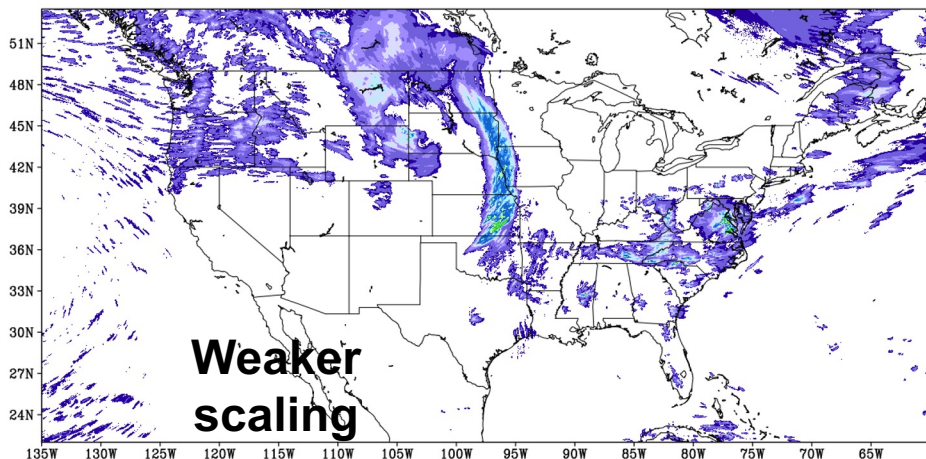 51N
48N
45N
42N
39N
36N
33N
30N
27N
24N
Weaker
scaling
135W 130W 125W 120W 115W 110W 105W 100W 95W 90W 85W 80W 75W 70W 65W